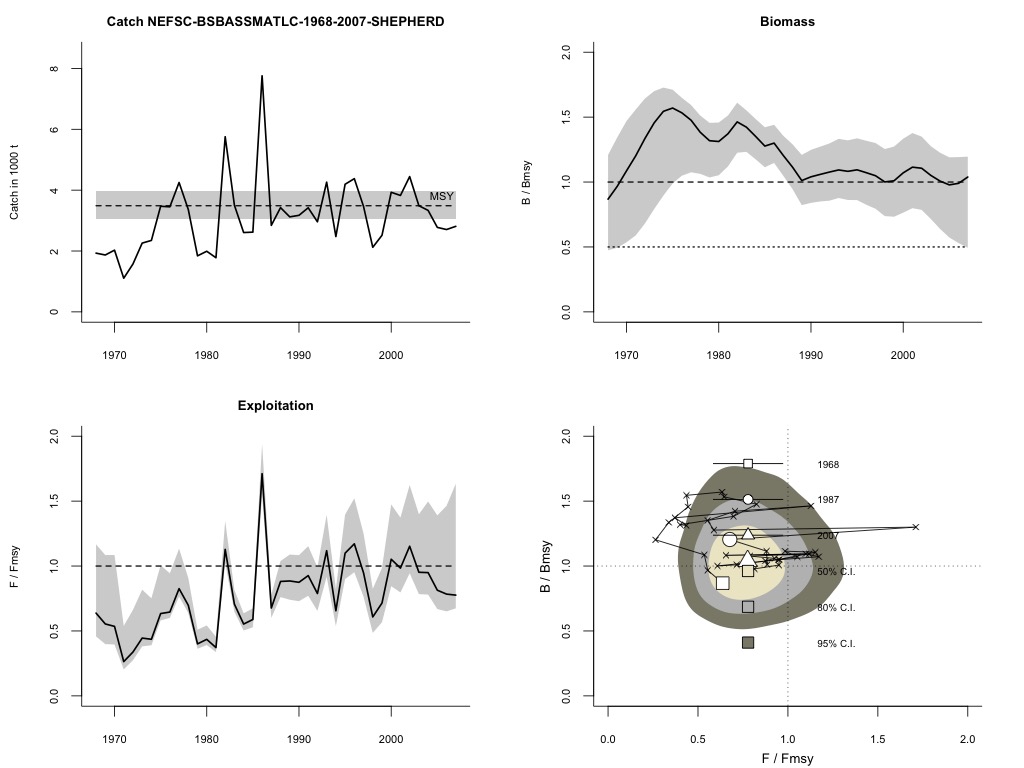 Catch NEFSC-BSBASSMATLC-1968-2007-SHEPHERD
Catch in 1000 t
8
6
4
2
0
MSY
1970 1980 1990 2000
Biomass
B / Bmsy
2.0
1.5
1.0
0.5
0.0
1970 1980 1990 2000
Exploitation
F / Fmsy
2.0
1.5
1.0
0.5
0.0
1970 1980 1990 2000
B / Bmsy
2.0
1.5
1.0
0.5
0.0
1968
1987
2007
50% C.I.
80% C.I.
95% C.I.
0.0 0.5 1.0 1.5 2.0
F / Fmsy